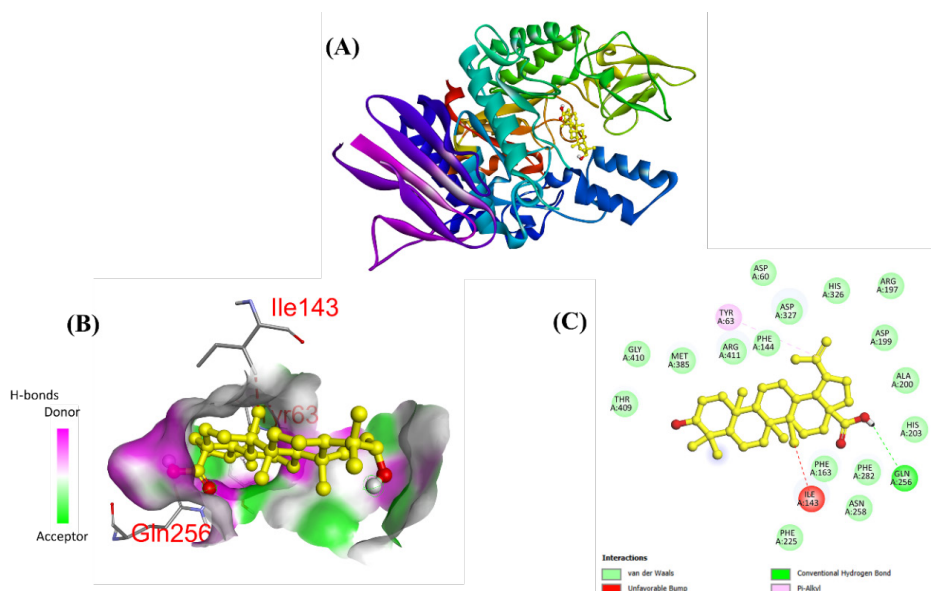 (A)
(B)
Ile143
Tyr63
Gln256
H-bonds
Donor
Acceptor
(C)
ASP
A:60
HIS
A:326
ARG
A:197
TYR
A:63
ASP
A:327
GLY
A:410
MET
A:385
ARG
A:411
PHE
A:144
ASP
A:199
ALA
A:200
THR
A:409
HIS
A:203
PHE
A:163
PHE
A:282
GLN
A:256
ILE
A:143
ASN
A:258
PHE
A:225
Interactions
van der Waals
Conventional Hydrogen Bond
Unfavorable Bump
Pi-Alkyl